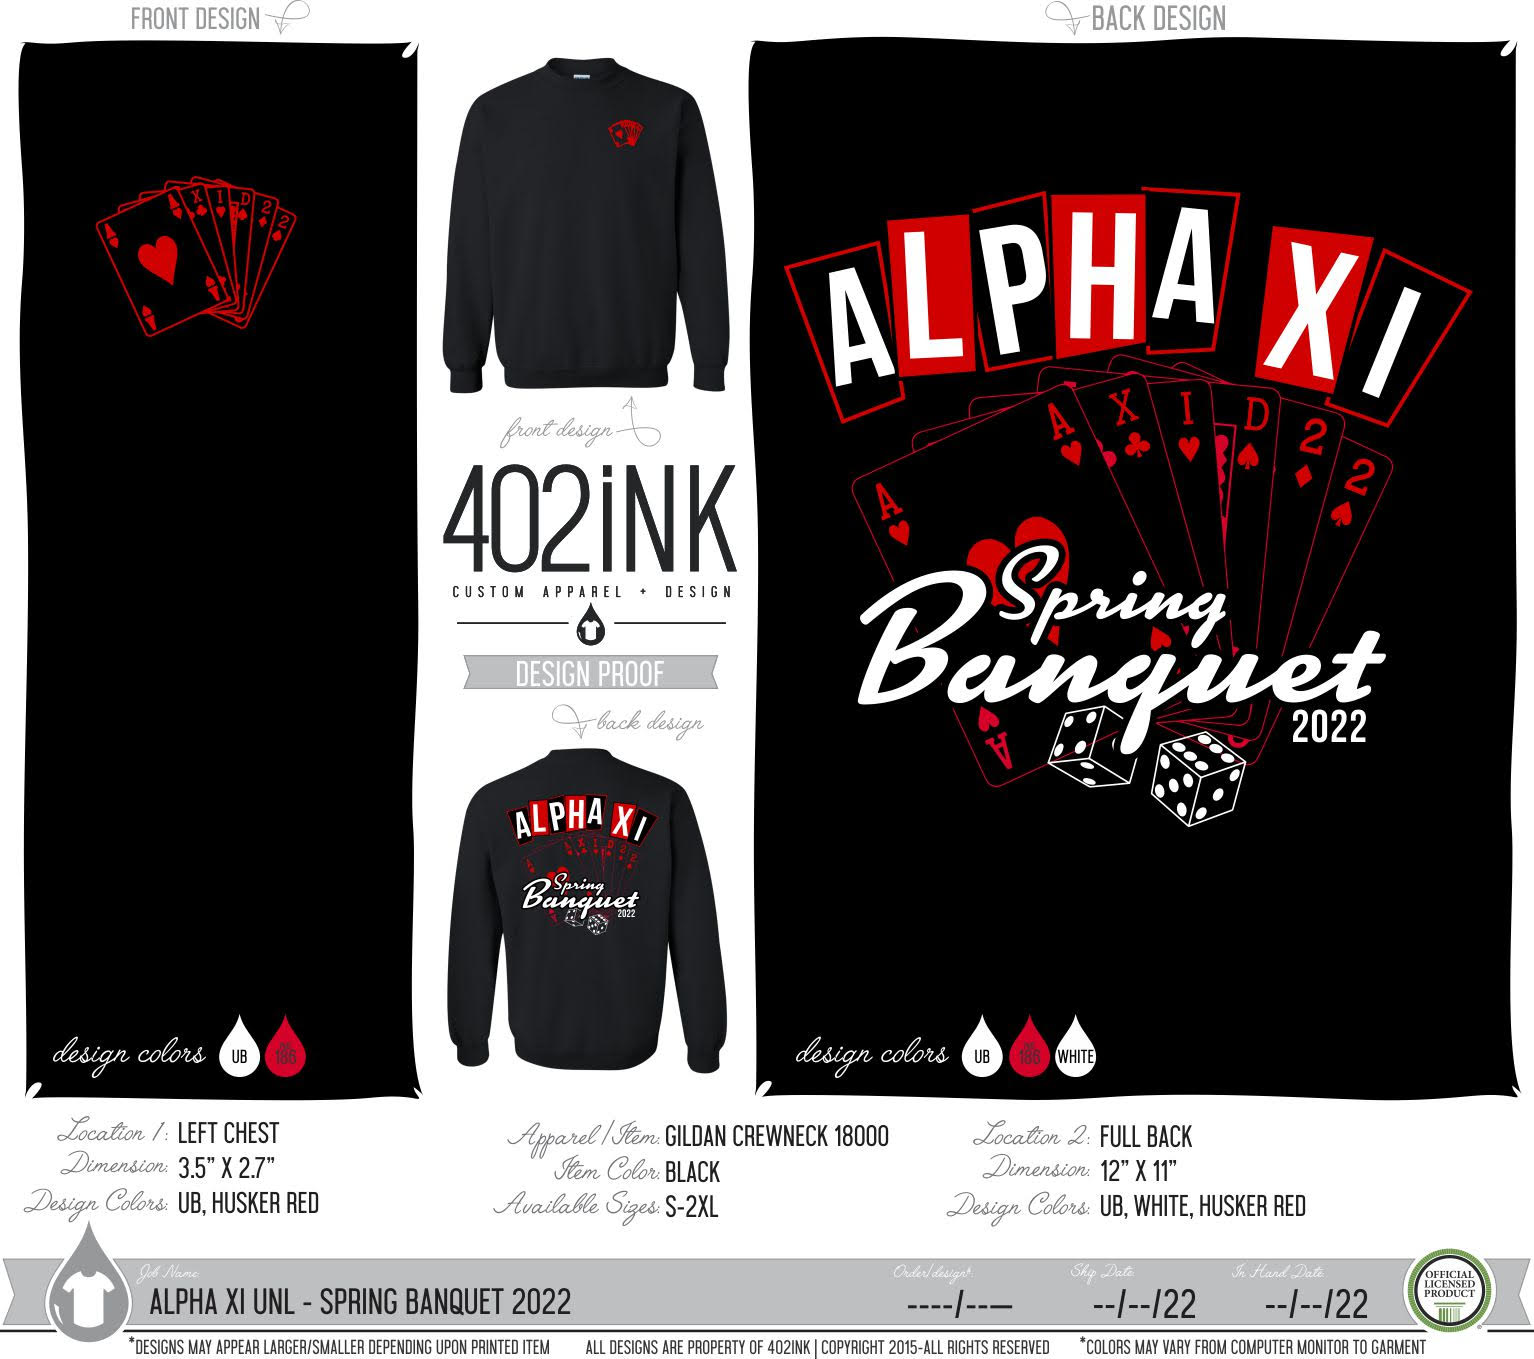 FRONT DESIGN
BACK DESIGN
A A X I D 2 2
A
ALPHA XI
A X I D 2 2
A
Spring
Banquet
2022
A
front design
402iNK
CUSTOM APPAREL + DESIGN
DESIGN PROOF
back design
ALPHA XI
A A X I D 2 2
Spring
Banquet
2022
design colors UB PMS 186
design colors UB PMS 186 WHITE
Location 1: LEFT CHEST
Dimension: 3.5” X 2.7”
Design Colors: UB, HUSKER RED
Apparel/Item: GILDAN CREWNECK 18000
Item Color: BLACK
Available Sizes: S-2XL
Location 2: FULL BACK
Dimension: 12” X 11”
Design Colors: UB, WHITE, HUSKER RED
Job Name:
ALPHA XI UNL - SPRING BANQUET 2022
Order/design#:
----/----
Ship Date:
--/--/22
In Hand Date:
--/--/22
OFFICIAL
LICENSED
PRODUCT
*DESIGNS MAY APPEAR LARGER/SMALLER DEPENDING UPON PRINTED ITEM
ALL DESIGNS ARE PROPERTY OF 402INK | COPYRIGHT 2015-ALL RIGHTS RESERVED
*COLORS MAY VARY FROM COMPUTER MONITOR TO GARMENT